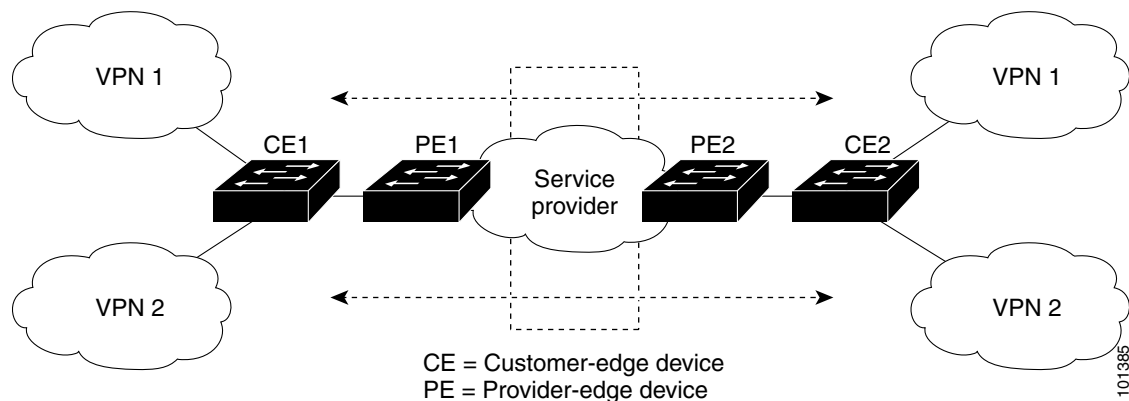 VPN 1
VPN 1
CE1
PE1
PE2
CE2
Service
provider
VPN 2
VPN 2
CE = Customer-edge device
PE = Provider-edge device
101385